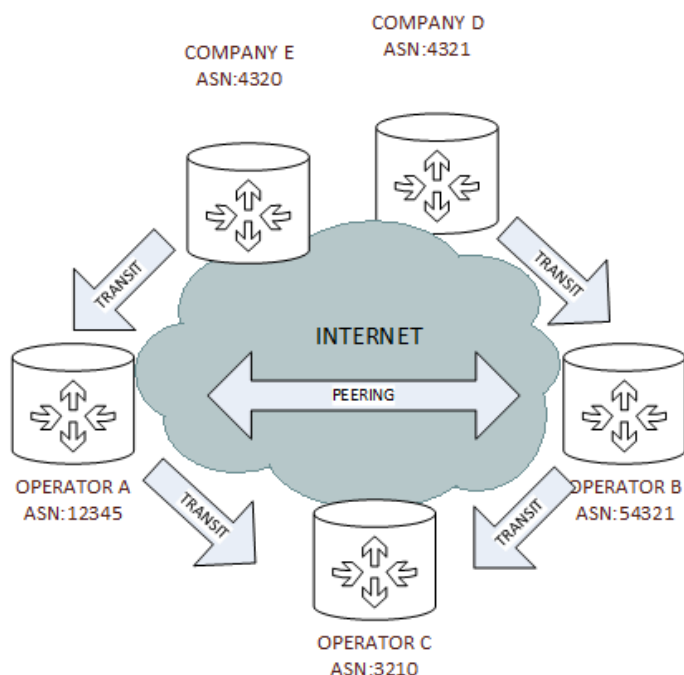 COMPANY E
ASN:4320
COMPANY D
ASN:4321
TRANSIT
TRANSIT
INTERNET
PEERING
OPERATOR A
ASN:12345
OPERATOR B
ASN:54321
TRANSIT
TRANSIT
OPERATOR C
ASN:3210